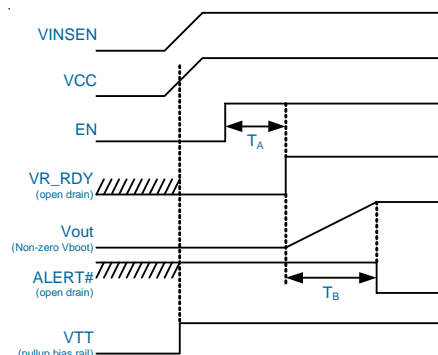 VINSEN
VCC
EN
TA
VR_RDY
(open drain)
Vout
(Non-zero Vboot)
ALERT#
(open drain)
TB
VTT
(pullup bias rail)